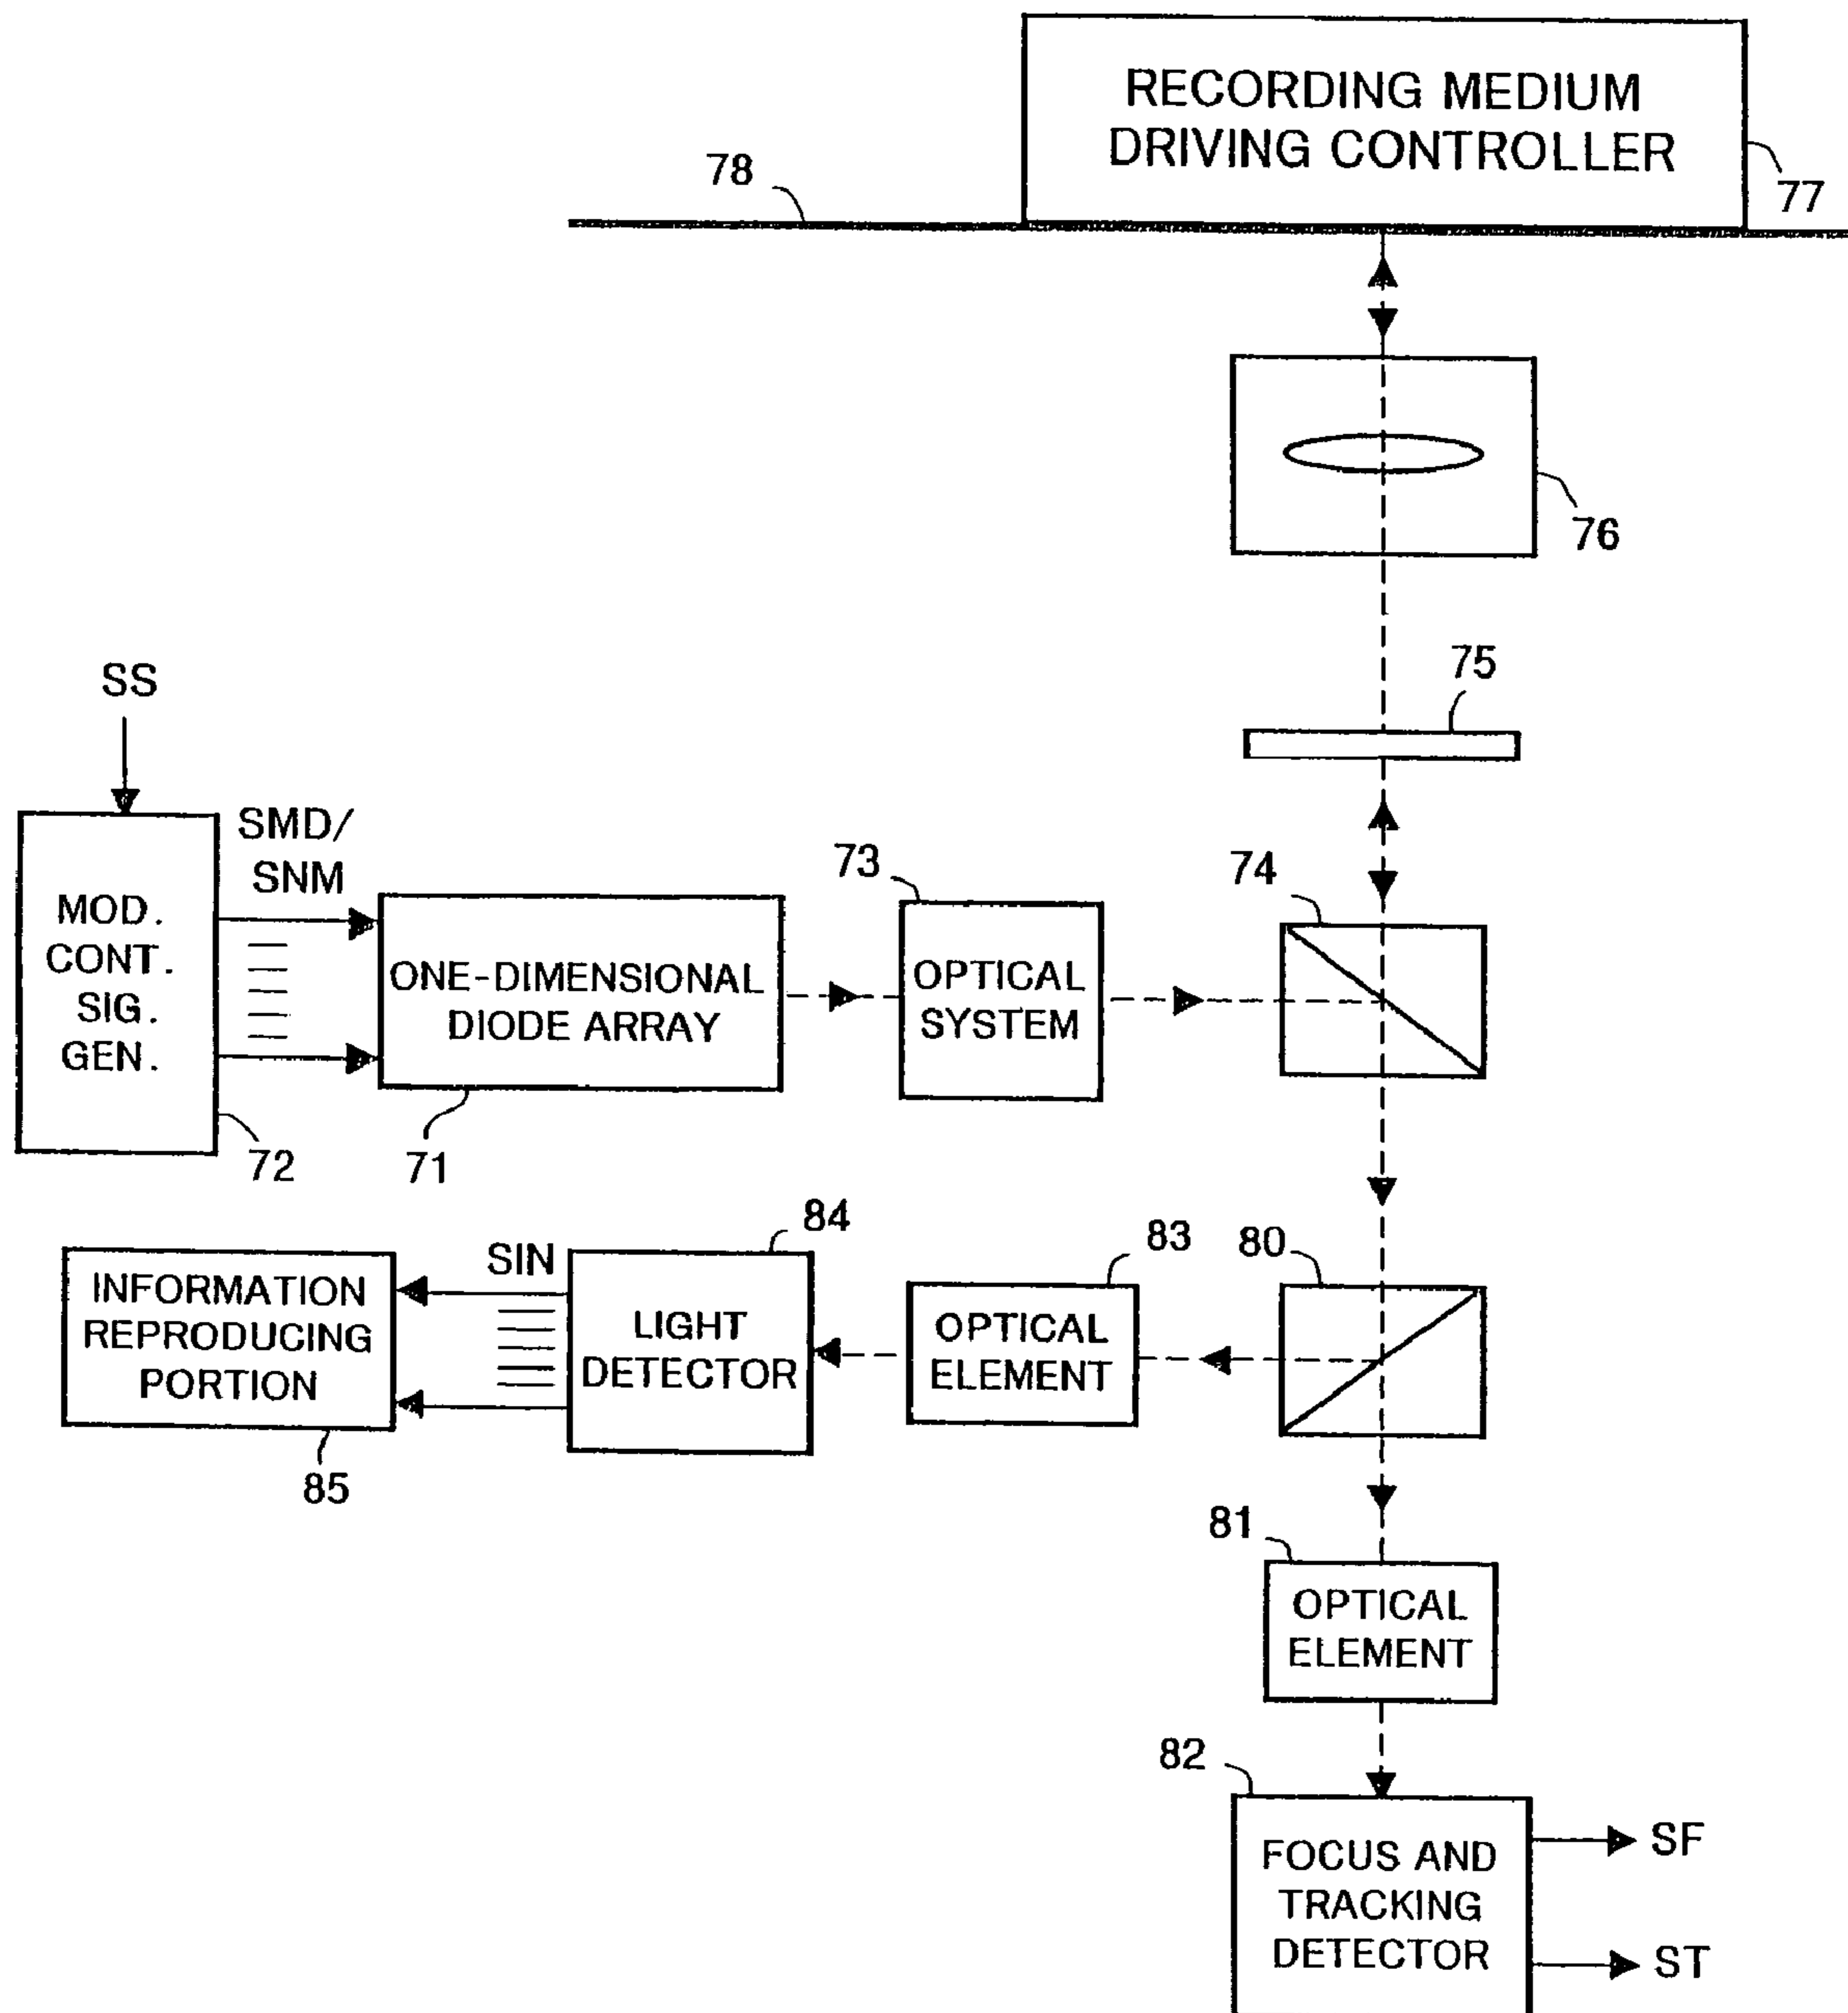 RECORDING MEDIUM
DRIVING CONTROLLER
78
77
76
75
SS
SMD/
SNM
MOD.
CONT.
SIG.
GEN.
72
ONE-DIMENSIONAL
DIODE ARRAY
71
73
OPTICAL
SYSTEM
74
INFORMATION
REPRODUCING
PORTION
85
SIN
84
LIGHT
DETECTOR
83
OPTICAL
ELEMENT
80
81
OPTICAL
ELEMENT
82
FOCUS AND
TRACKING
DETECTOR
SF
ST